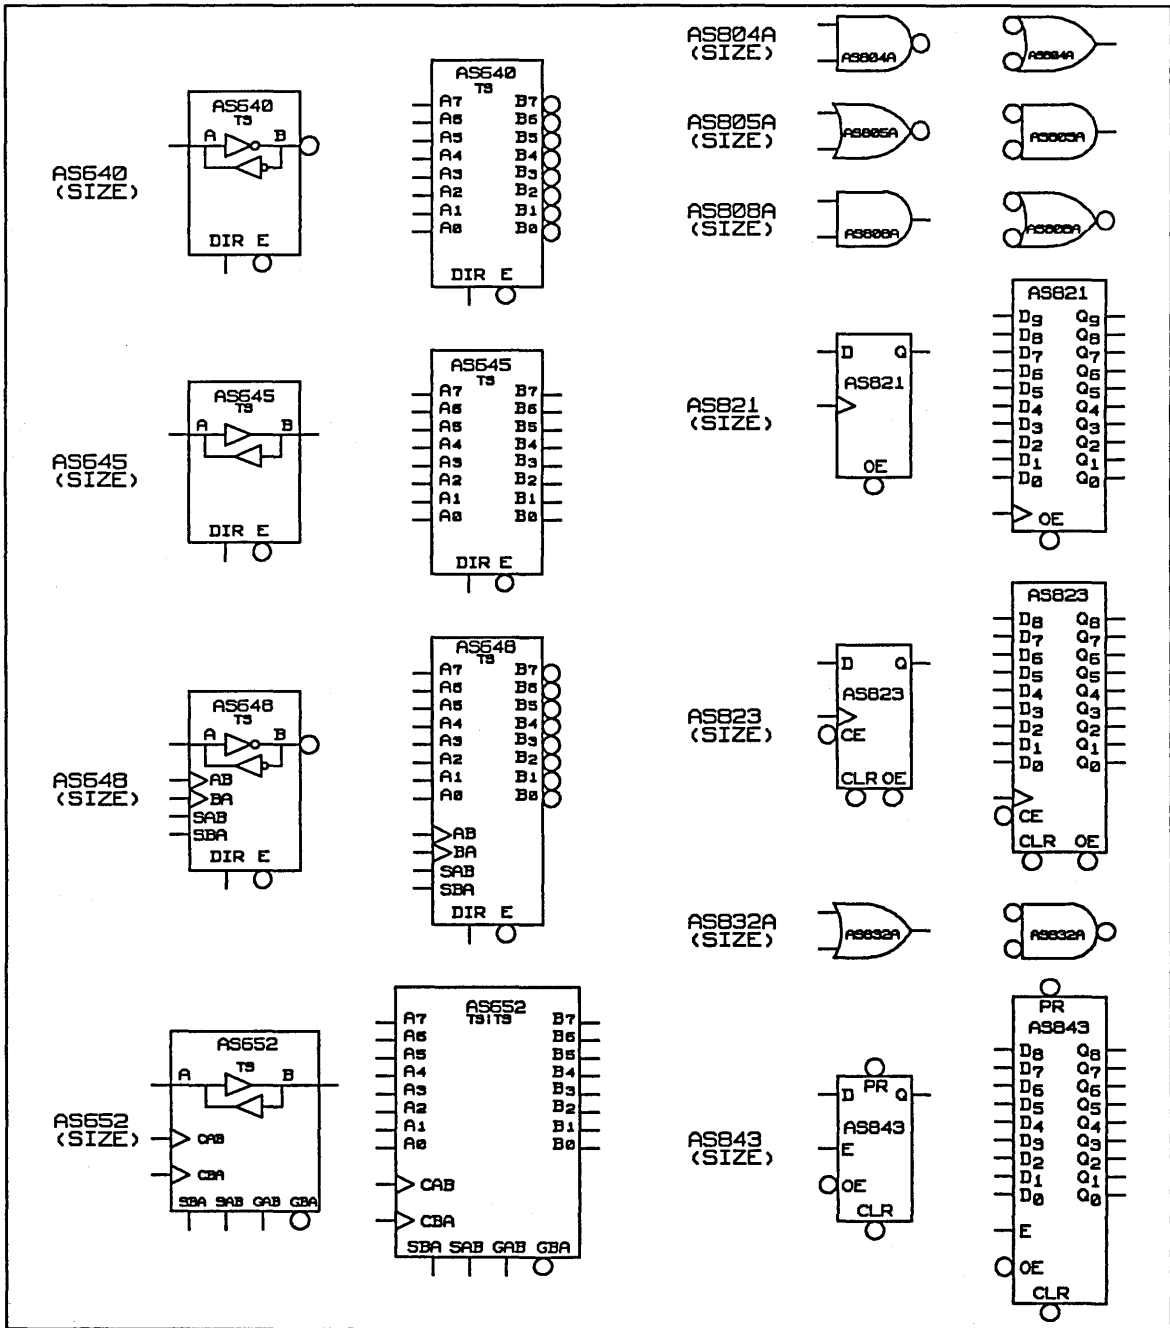 AS640
(SIZE)
AS640
TS
A B
DIR E
AS640
TS
A7 B7
A6 B6
A5 B5
A4 B4
A3 B3
A2 B2
A1 B1
A0 B0
DIR E
AS645
(SIZE)
AS645
TS
A B
DIR E
AS645
TS
A7 B7
A6 B6
A5 B5
A4 B4
A3 B3
A2 B2
A1 B1
A0 B0
DIR E
AS648
(SIZE)
AS648
TS
A B
AB
BA
SAB
SBA
DIR E
AS648
TS
A7 B7
A6 B6
A5 B5
A4 B4
A3 B3
A2 B2
A1 B1
A0 B0
AB
BA
SAB
SBA
DIR E
AS652
(SIZE)
AS652
TS
A B
CAB
CBA
SBA SAB GAB GBA
AS652
TS|TS
A7 B7
A6 B6
A5 B5
A4 B4
A3 B3
A2 B2
A1 B1
A0 B0
CAB
CBA
SBA SAB GAB GBA
AS804A
(SIZE)
AS804A
AS804A
AS805A
(SIZE)
AS805A
AS805A
AS808A
(SIZE)
AS808A
AS808A
AS821
(SIZE)
D Q
AS821
OE
AS821
D9 Q9
D8 Q8
D7 Q7
D6 Q6
D5 Q5
D4 Q4
D3 Q3
D2 Q2
D1 Q1
D0 Q0
OE
AS823
(SIZE)
D Q
AS823
CE
CLR OE
AS823
D8 Q8
D7 Q7
D6 Q6
D5 Q5
D4 Q4
D3 Q3
D2 Q2
D1 Q1
D0 Q0
CE
CLR OE
AS832A
(SIZE)
AS832A
AS832A
AS843
(SIZE)
PR
D Q
AS843
E
OE
CLR
PR
AS843
D8 Q8
D7 Q7
D6 Q6
D5 Q5
D4 Q4
D3 Q3
D2 Q2
D1 Q1
D0 Q0
E
OE
CLR